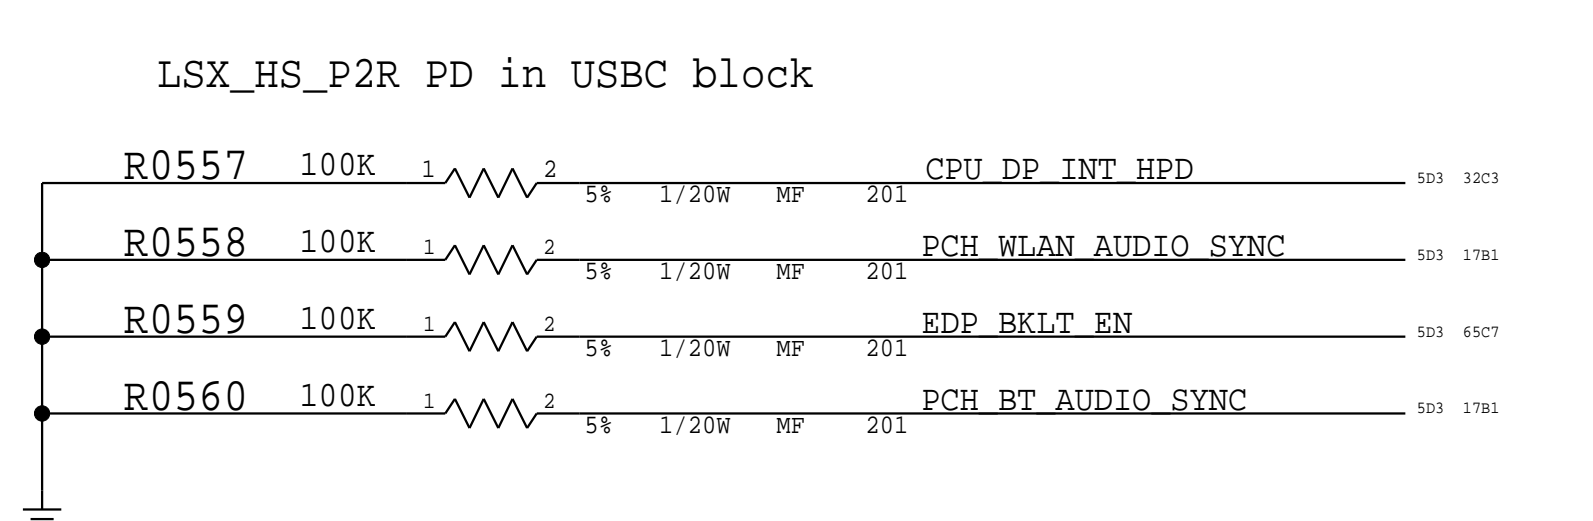 LSX_HS_P2R PD in USBC block
R0557 100K 1 2 CPU_DP_INT_HPD 5D3 32C3
5% 1/20W MF 201
R0558 100K 1 2 PCH_WLAN_AUDIO_SYNC 5D3 17B1
5% 1/20W MF 201
R0559 100K 1 2 EDP_BKLT_EN 5D3 65C7
5% 1/20W MF 201
R0560 100K 1 2 PCH_BT_AUDIO_SYNC 5D3 17B1
5% 1/20W MF 201